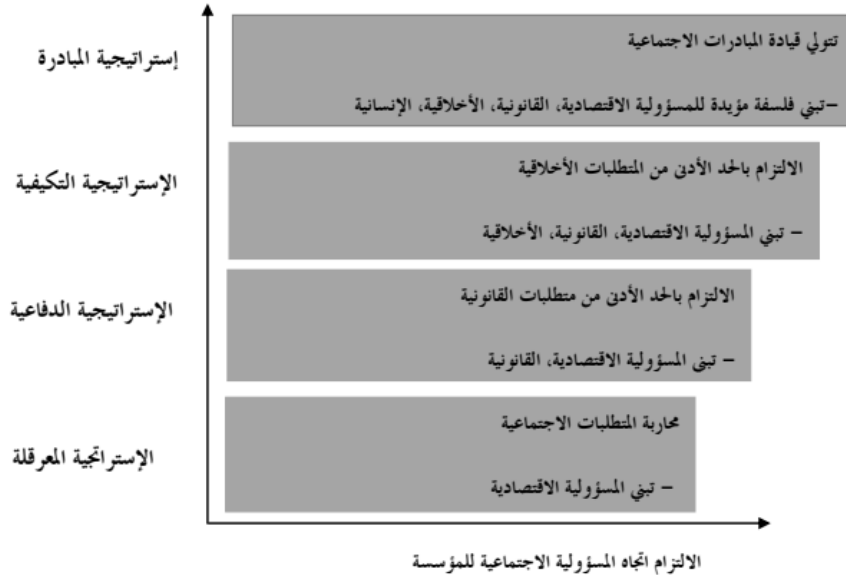 إستراتيجية المبادرة
تتولي قيادة المبادرات الاجتماعية
–تبني فلسفة مؤيدة للمسؤولية الاقتصادية، القانونية، الأخلاقية، الإنسانية
الإستراتيجية التكيفية
الالتزام بالحد الأدنى من المتطلبات الأخلاقية
– تبني المسؤولية الاقتصادية، القانونية، الأخلاقية
الإستراتيجية الدفاعية
الالتزام بالحد الأدنى من متطلبات القانونية
– تبنى المسؤولية الاقتصادية، القانونية
الإستراتجية المعرقلة
محاربة المتطلبات الاجتماعية
– تبني المسؤولية الاقتصادية
الالتزام اتجاه المسؤولية الاجتماعية للمؤسسة